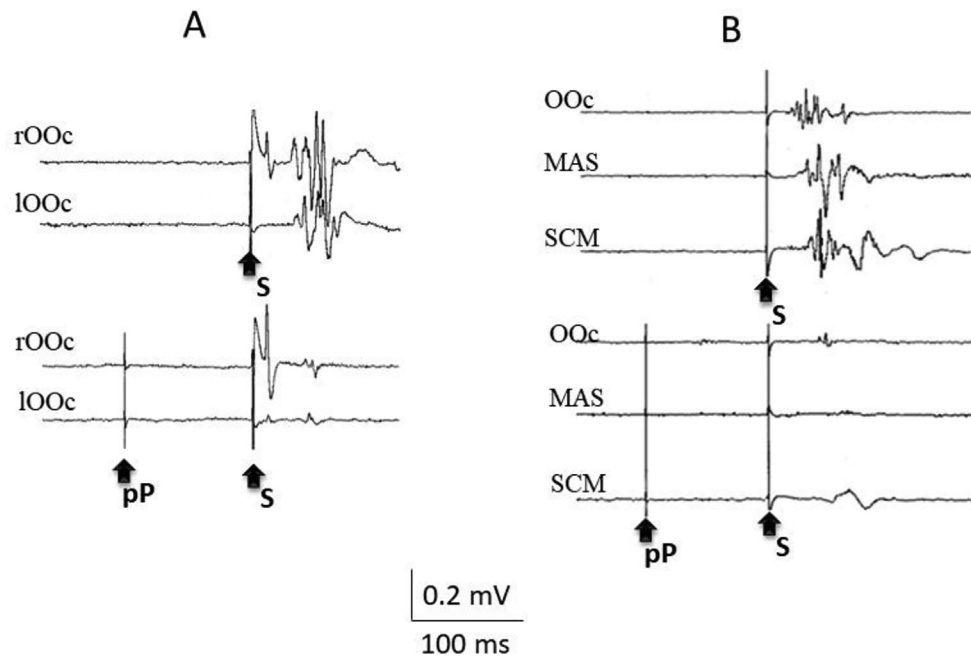 A
rOOc
lOOc
S
rOOc
lOOc
pP
S
B
OOc
MAS
SCM
S
OOc
MAS
SCM
pP
S
0.2 mV
100 ms